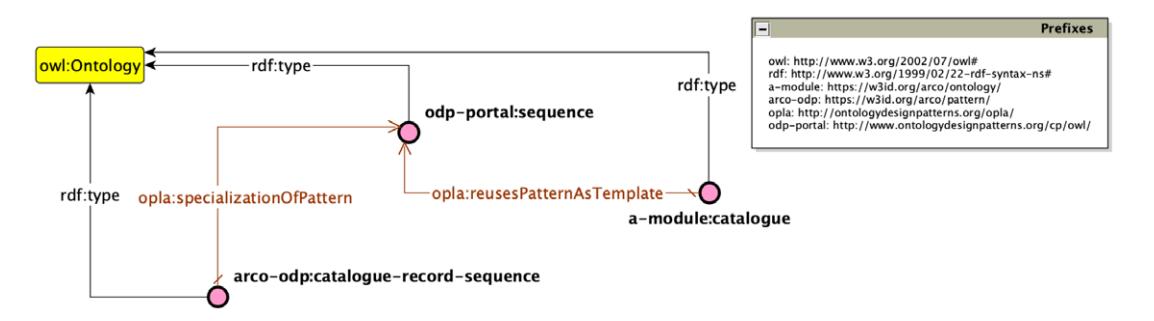 Prefixes
owl:Ontology
rdf:type
rdf:type
owl: http://www.w3.org/2002/07/owl#
rdf: http://www.w3.org/1999/02/22-rdf-syntax-ns#
a-module: https://w3id.org/arco/ontology/
arco-odp: https://w3id.org/arco/pattern/
opla: http://ontologydesignpatterns.org/opla/
odp-portal: http://www.ontologydesignpatterns.org/cp/owl/
odp-portal:sequence
rdf:type
opla:specializationOfPattern
opla:reusesPatternAsTemplate
a-module:catalogue
arco-odp:catalogue-record-sequence